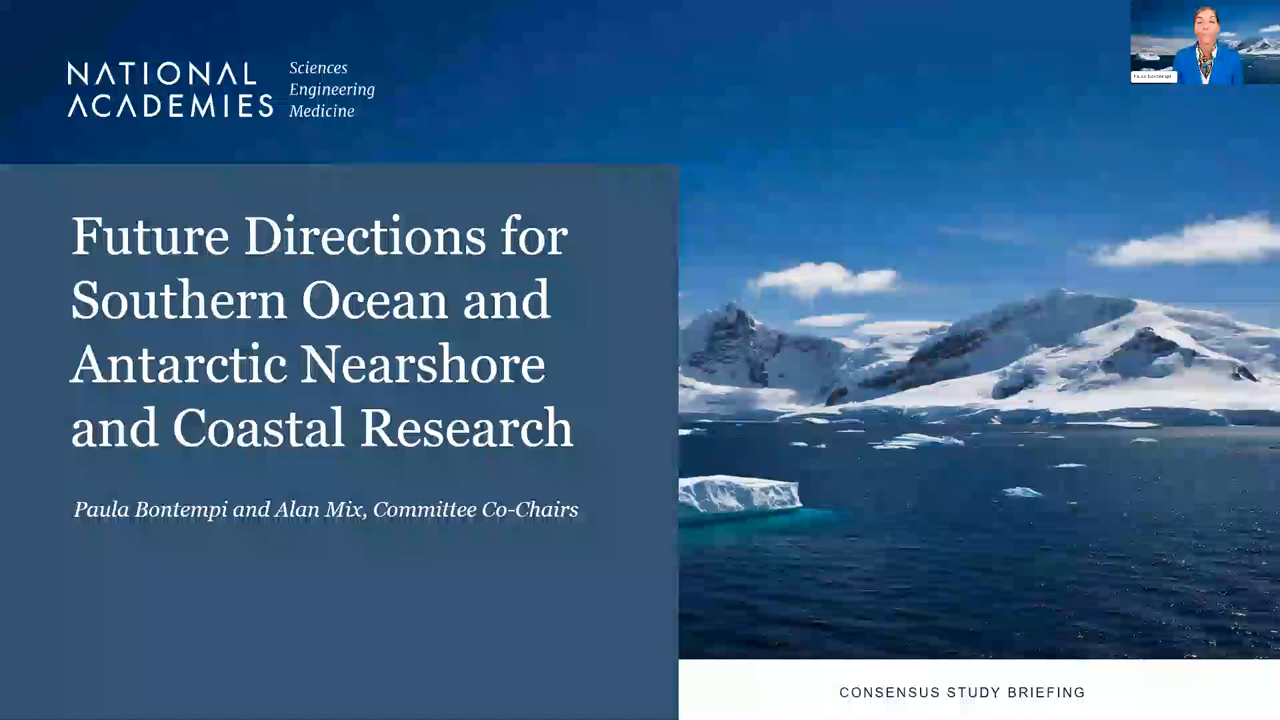 NATIONAL
ACADEMIES
Sciences
Engineering
Medicine
Future Directions for
Southern Ocean and
Antarctic Nearshore
and Coastal Research
Paula Bontempi and Alan Mix, Committee Co-Chairs
CONSENSUS STUDY BRIEFING